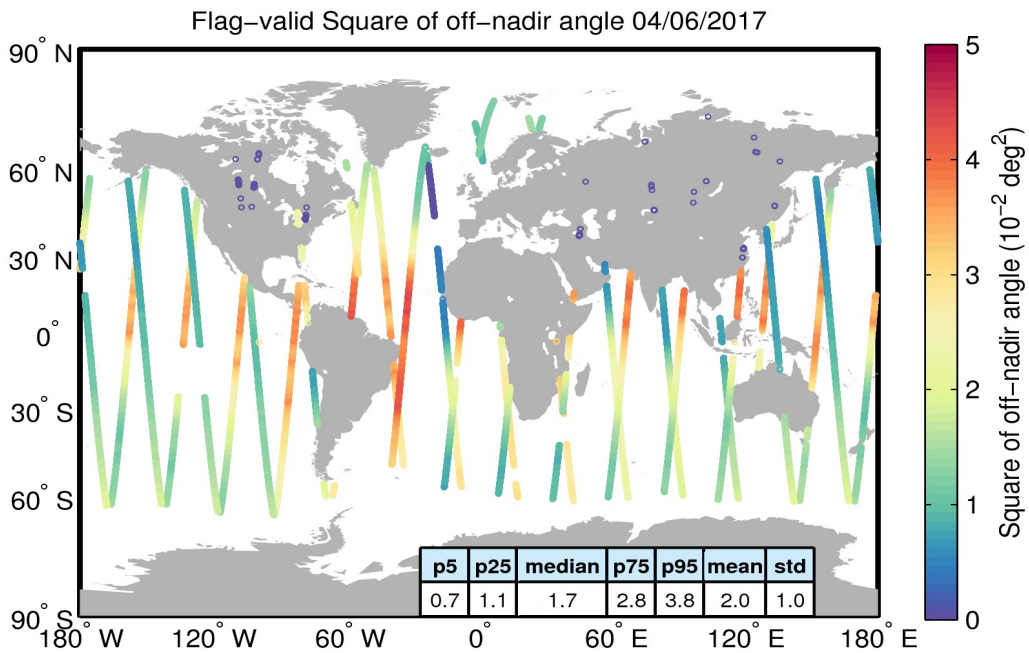 Flag−valid Square of off−nadir angle 04/06/2017
90° N
60° N
30° N
0°
30° S
60° S
90° S
180° W
120° W
60° W
0°
60° E
120° E
180° E
p5 p25 median p75 p95 mean std
0.7 1.1 1.7 2.8 3.8 2.0 1.0
5
4
3
2
1
0
Square of off−nadir angle (10⁻² deg²)